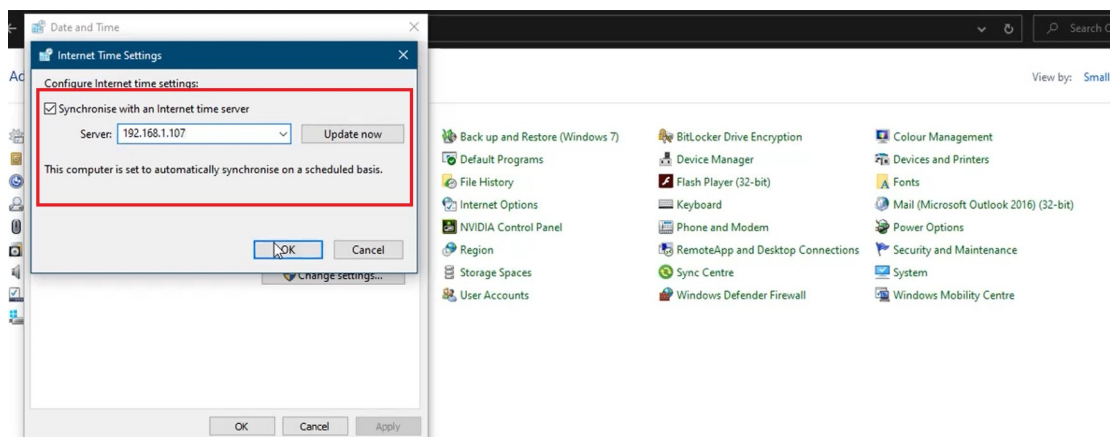 Date and Time
Search C
Internet Time Settings
Ad
View by: Small
Configure Internet time settings:
Synchronise with an Internet time server
Server: 192.168.1.107
Update now
This computer is set to automatically synchronise on a scheduled basis.
OK Cancel
Change settings...
Back up and Restore (Windows 7) BitLocker Drive Encryption Colour Management
Default Programs Device Manager Devices and Printers
File History Flash Player (32-bit) Fonts
Internet Options Keyboard Mail (Microsoft Outlook 2016) (32-bit)
NVIDIA Control Panel Phone and Modem Power Options
Region RemoteApp and Desktop Connections Security and Maintenance
Storage Spaces Sync Centre System
User Accounts Windows Defender Firewall Windows Mobility Centre
OK Cancel Apply